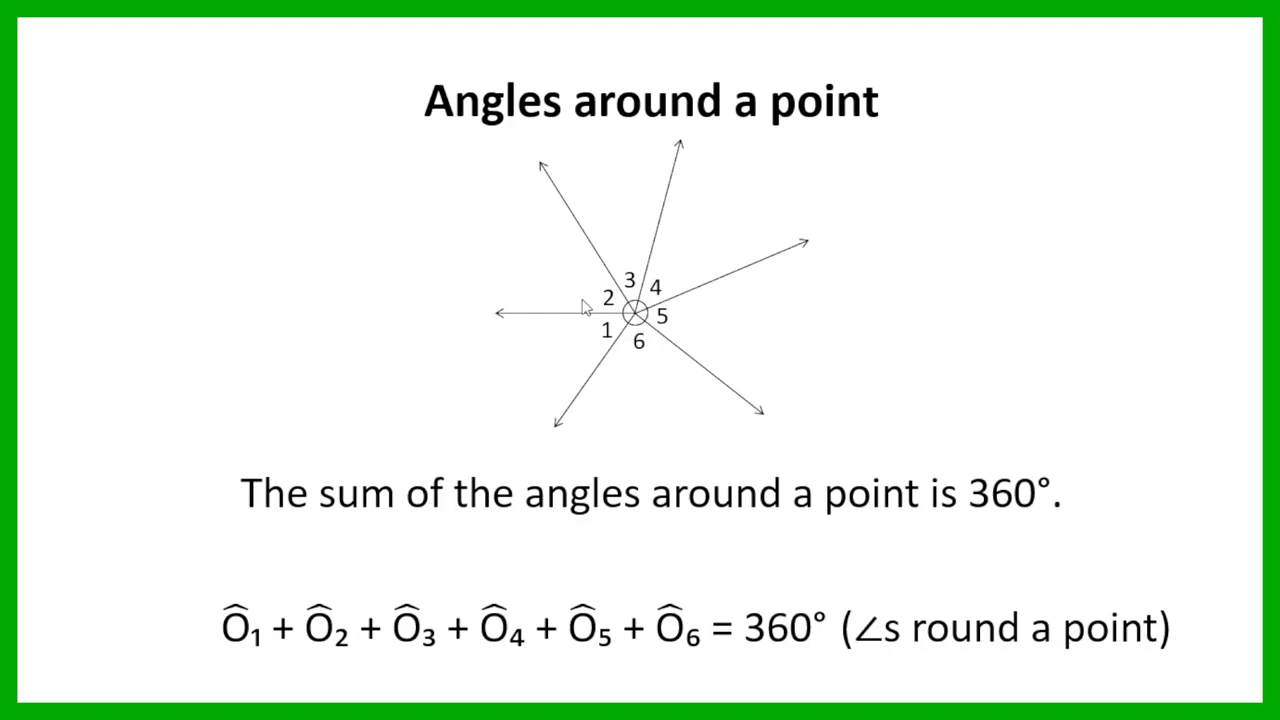 Angles around a point
3
4
2
5
1
6
The sum of the angles around a point is 360°.
Ô₁ + Ô₂ + Ô₃ + Ô₄ + Ô₅ + Ô₆ = 360° (∠s round a point)